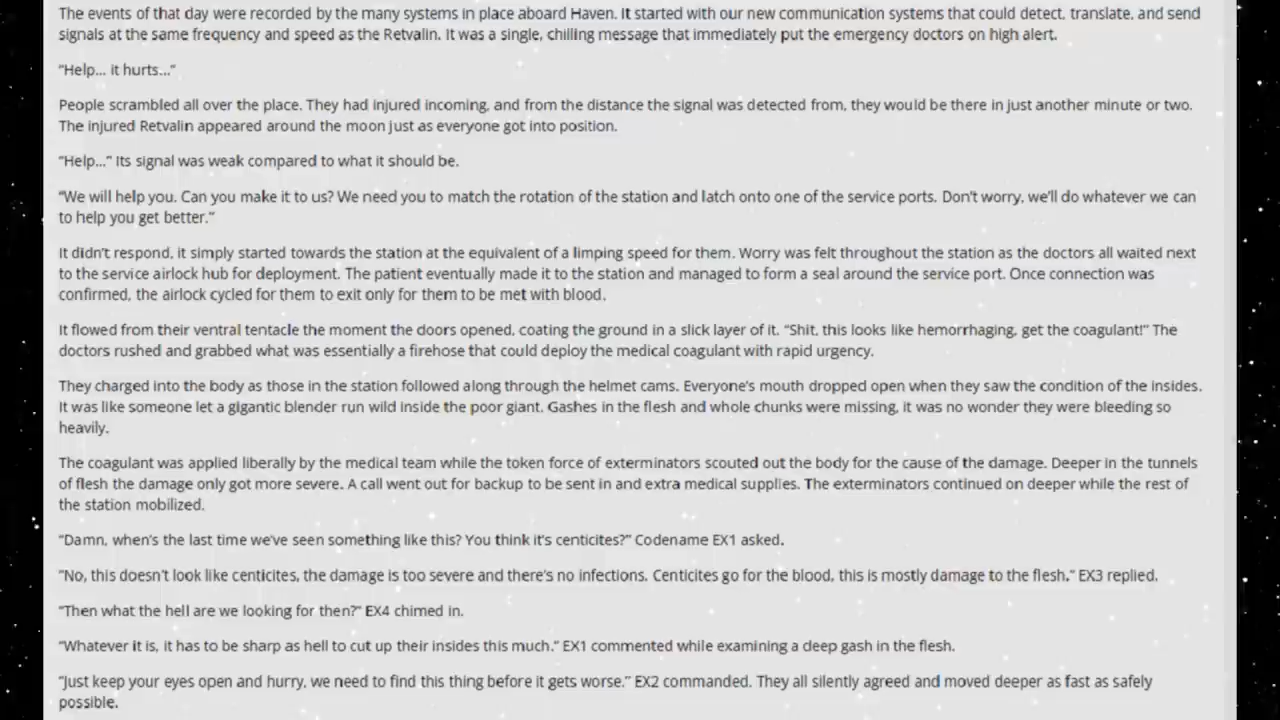 The events of that day were recorded by the many systems in place aboard Haven. It started with our new communication systems that could detect, translate, and send
signals at the same frequency and speed as the Retvalin. It was a single, chilling message that immediately put the emergency doctors on high alert.
“Help... it hurts...”
People scrambled all over the place. They had injured incoming, and from the distance the signal was detected from, they would be there in just another minute or two.
The injured Retvalin appeared around the moon just as everyone got into position.
“Help...” Its signal was weak compared to what it should be.
“We will help you. Can you make it to us? We need you to match the rotation of the station and latch onto one of the service ports. Don’t worry, we’ll do whatever we can
to help you get better.”
It didn’t respond, it simply started towards the station at the equivalent of a limping speed for them. Worry was felt throughout the station as the doctors all waited next
to the service airlock hub for deployment. The patient eventually made it to the station and managed to form a seal around the service port. Once connection was
confirmed, the airlock cycled for them to exit only for them to be met with blood.
It flowed from their ventral tentacle the moment the doors opened, coating the ground in a slick layer of it. “Shit, this looks like hemorrhaging, get the coagulant!” The
doctors rushed and grabbed what was essentially a firehose that could deploy the medical coagulant with rapid urgency.
They charged into the body as those in the station followed along through the helmet cams. Everyone’s mouth dropped open when they saw the condition of the insides.
It was like someone let a gigantic blender run wild inside the poor giant. Gashes in the flesh and whole chunks were missing, it was no wonder they were bleeding so
heavily.
The coagulant was applied liberally by the medical team while the token force of exterminators scouted out the body for the cause of the damage. Deeper in the tunnels
of flesh the damage only got more severe. A call went out for backup to be sent in and extra medical supplies. The exterminators continued on deeper while the rest of
the station mobilized.
“Damn, when’s the last time we’ve seen something like this? You think it’s centicites?” Codename EX1 asked.
“No, this doesn’t look like centicites, the damage is too severe and there’s no infections. Centicites go for the blood, this is mostly damage to the flesh.” EX3 replied.
“Then what the hell are we looking for then?” EX4 chimed in.
“Whatever it is, it has to be sharp as hell to cut up their insides this much.” EX1 commented while examining a deep gash in the flesh.
“Just keep your eyes open and hurry, we need to find this thing before it gets worse.” EX2 commanded. They all silently agreed and moved deeper as fast as safely
possible.